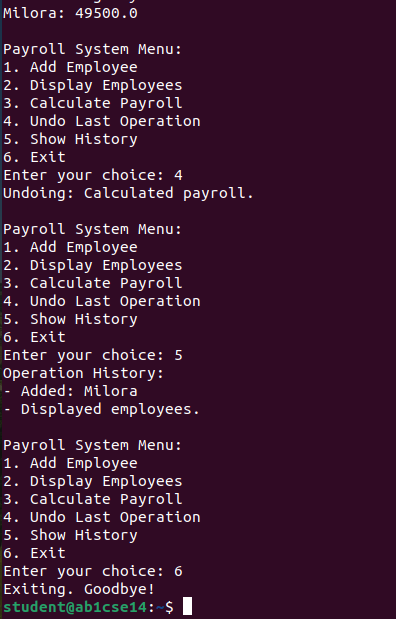 Milora: 49500.0
Payroll System Menu:
1. Add Employee
2. Display Employees
3. Calculate Payroll
4. Undo Last Operation
5. Show History
6. Exit
Enter your choice: 4
Undoing: Calculated payroll.
Payroll System Menu:
1. Add Employee
2. Display Employees
3. Calculate Payroll
4. Undo Last Operation
5. Show History
6. Exit
Enter your choice: 5
Operation History:
- Added: Milora
- Displayed employees.
Payroll System Menu:
1. Add Employee
2. Display Employees
3. Calculate Payroll
4. Undo Last Operation
5. Show History
6. Exit
Enter your choice: 6
Exiting. Goodbye!
student@ab1cse14:~$